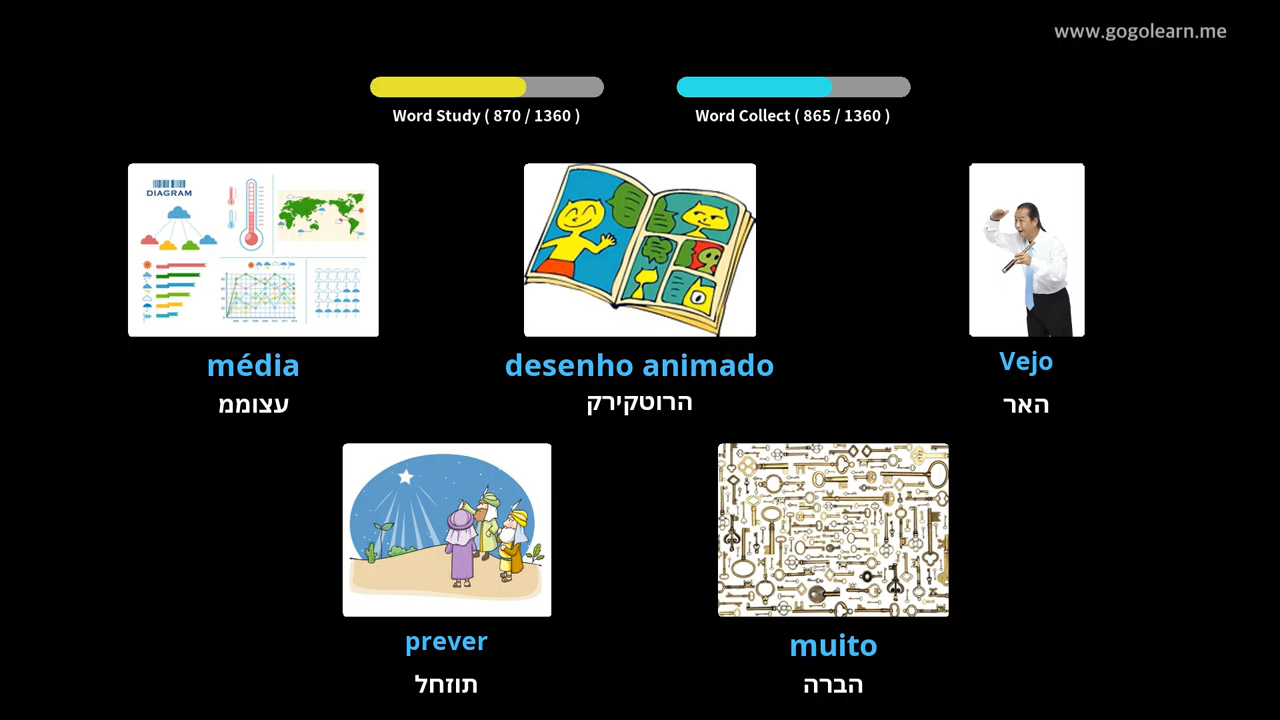 www.gogolearn.me
Word Study ( 870 / 1360 )
Word Collect ( 865 / 1360 )
DIAGRAM
média
עצוממ
desenho animado
הרוטקירק
Vejo
האר
prever
תוזחל
muito
הברה